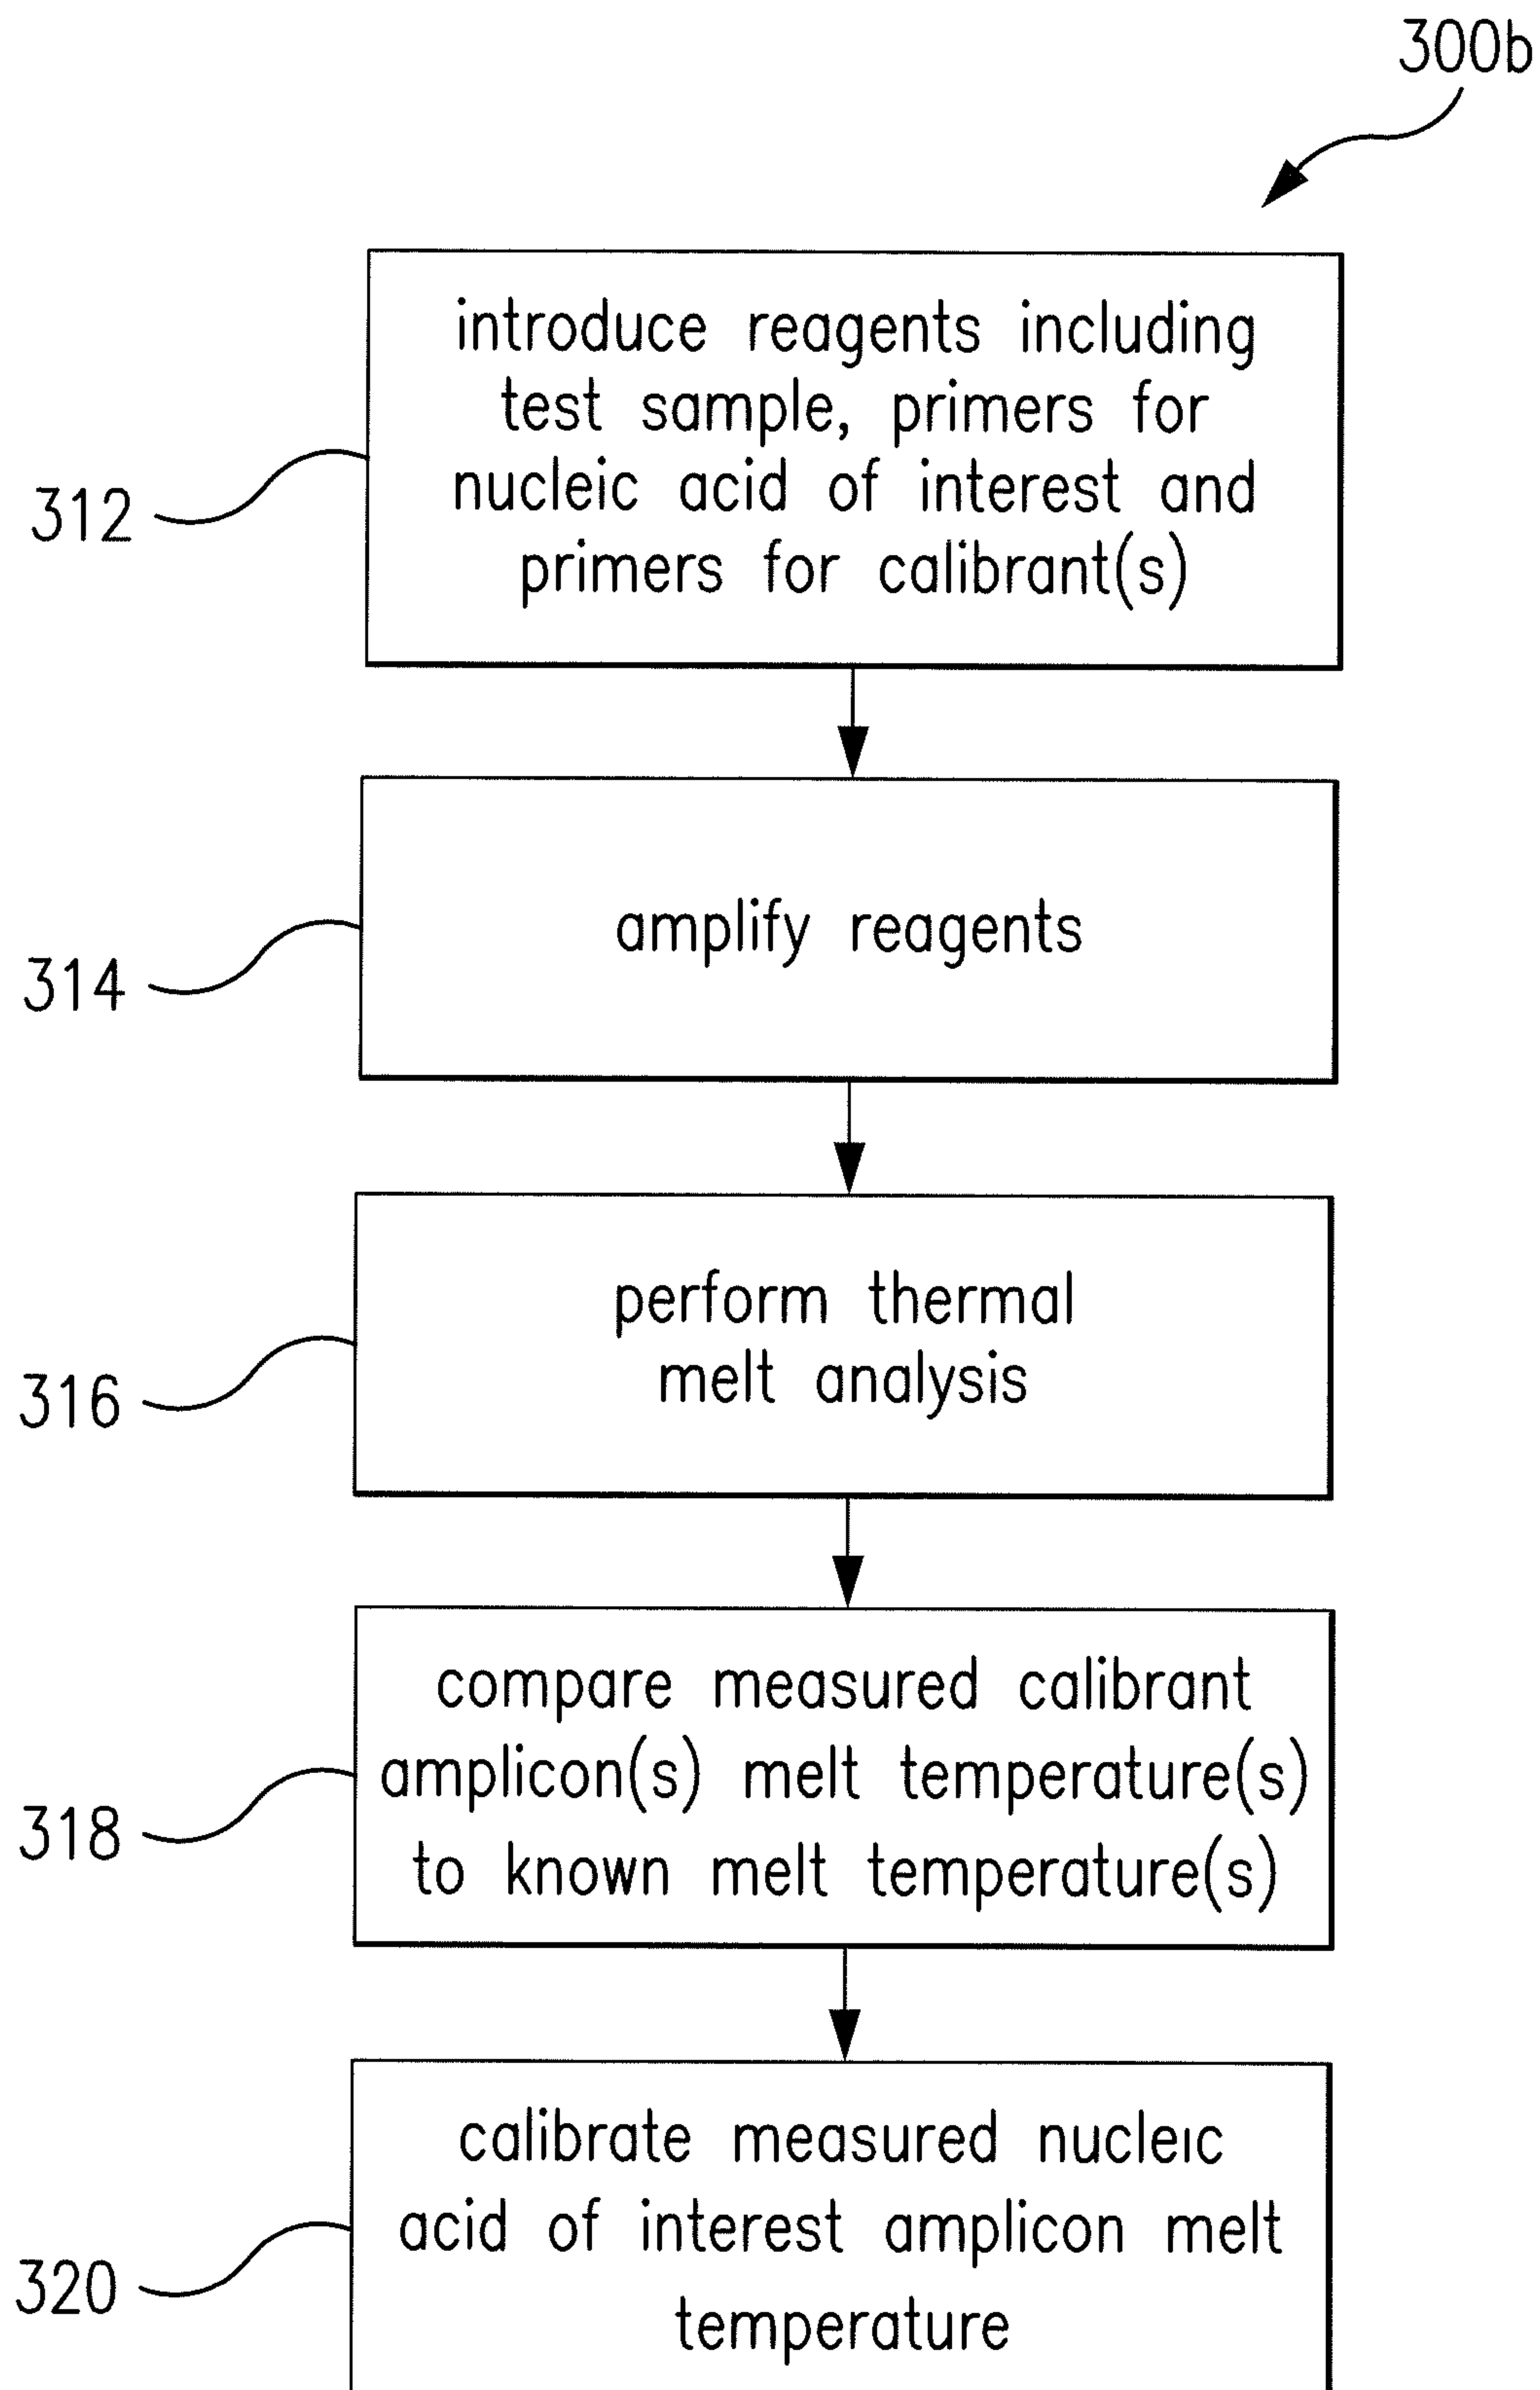 300b
introduce reagents including
test sample, primers for
nucleic acid of interest and
primers for calibrant(s)
312
amplify reagents
314
perform thermal
melt analysis
316
compare measured calibrant
amplicon(s) melt temperature(s)
to known melt temperature(s)
318
calibrate measured nucleic
acid of interest amplicon melt
temperature
320